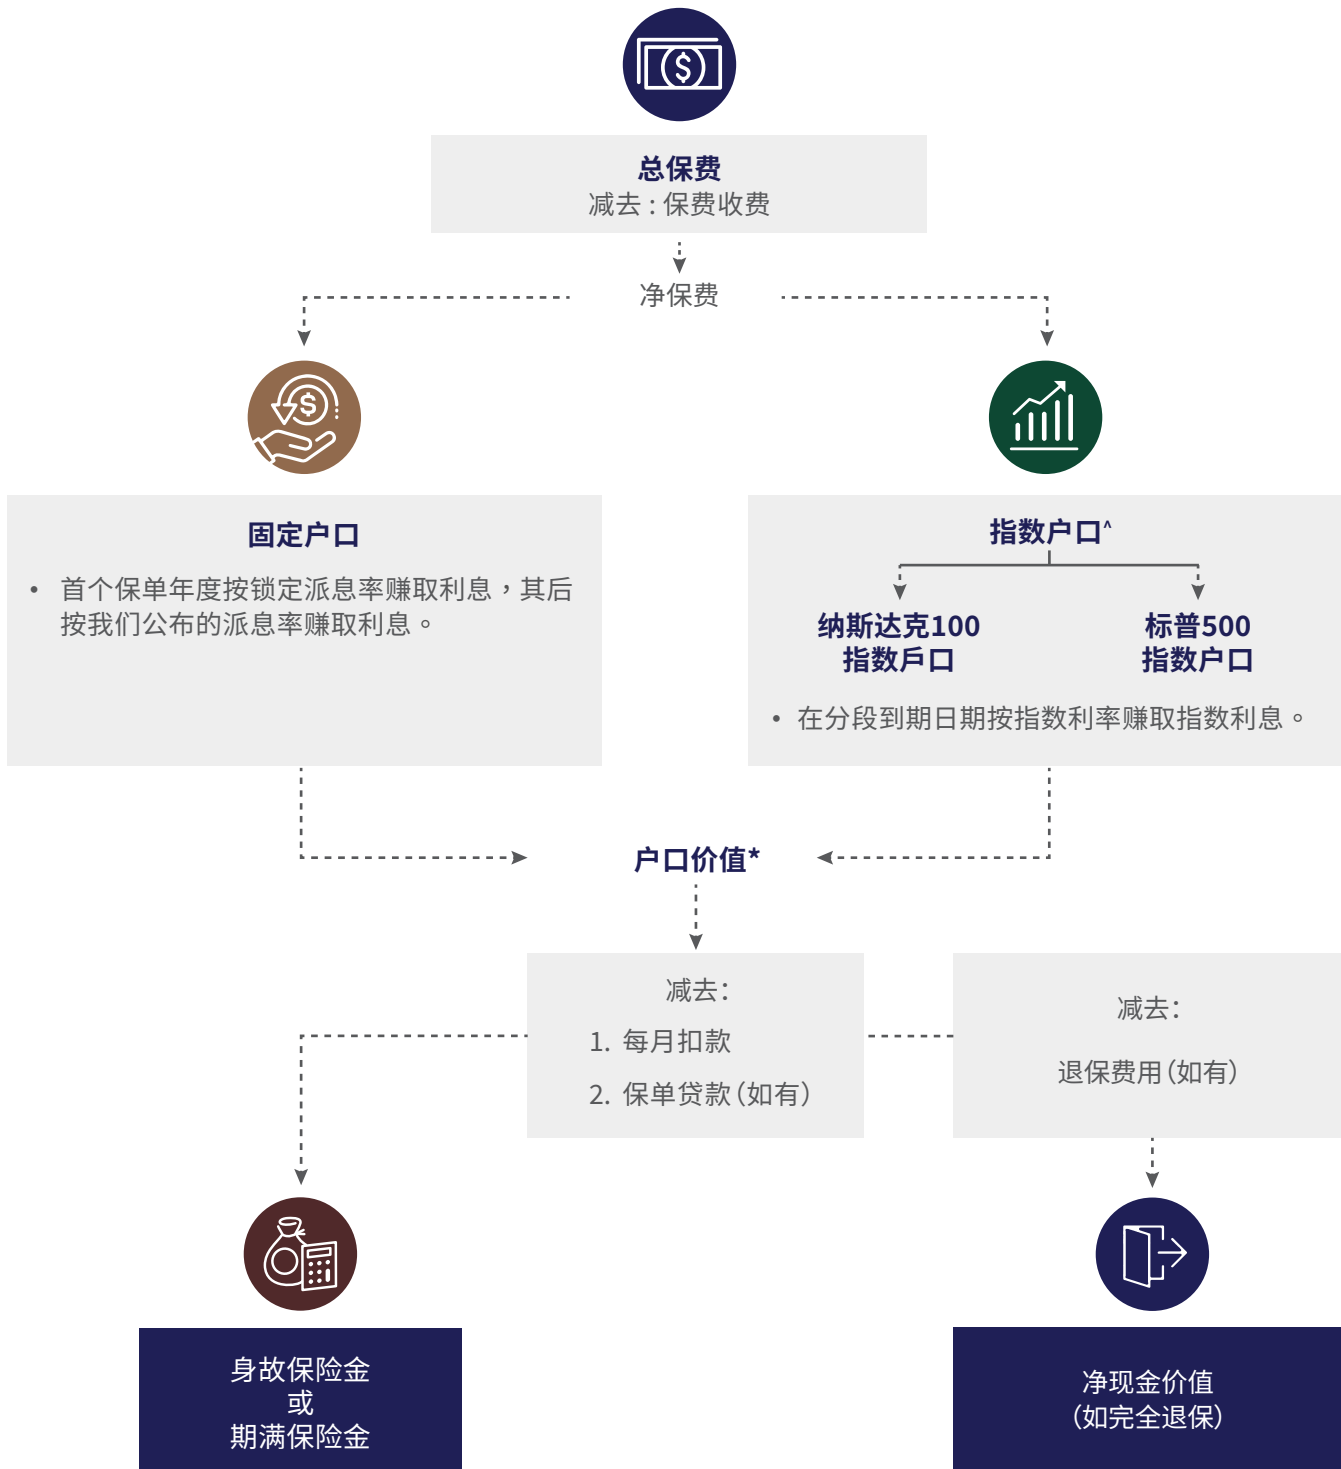 总保费
减去 : 保费收费
净保费
固定户口
• 首个保单年度按锁定派息率赚取利息，其后
按我们公布的派息率赚取利息。
指数户口^
纳斯达克100
指数戶口
标普500
指数户口
• 在分段到期日期按指数利率赚取指数利息。
户口价值*
减去：
1. 每月扣款
2. 保单贷款（如有）
减去：
退保费用（如有）
身故保险金
或
期满保险金
净现金价值
（如完全退保）